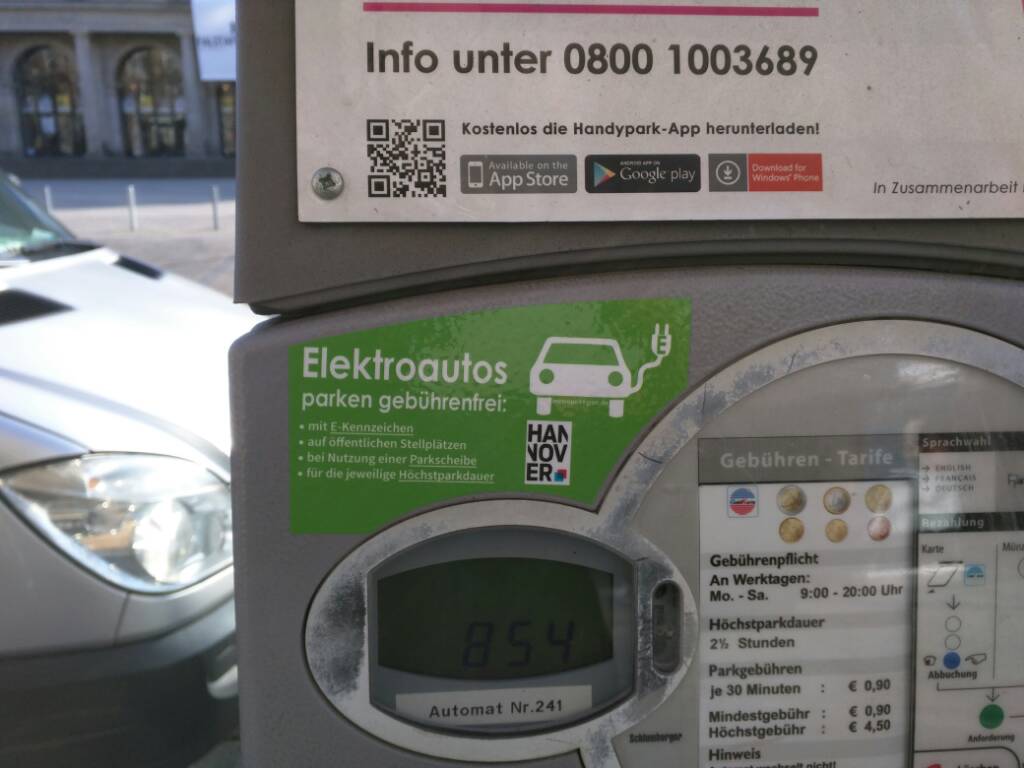 Info unter 0800 1003689
Kostenlos die Handypark-App herunterladen!
Available on the
App Store
ANDROID APP ON
Google play
Download for
Windows Phone
In Zusammenarbeit
Elektroautos
parken gebührenfrei:
• mit E-Kennzeichen
• auf öffentlichen Stellplätzen
• bei Nutzung einer Parkscheibe
• für die jeweilige Höchstparkdauer
HAN
NOV
ER
854
Automat Nr.241
Schlumberger
Gebühren - Tarife
Gebührenpflicht
An Werktagen:
Mo. - Sa. 9:00 - 20:00 Uhr
Höchstparkdauer
2½ Stunden
Parkgebühren
je 30 Minuten : € 0,90
Mindestgebühr : € 0,90
Höchstgebühr : € 4,50
Hinweis
Sprachwahl
→ ENGLISH
→ FRANÇAIS
→ DEUTSCH
Bezahlung
Karte
Abbuchung
Anforderung